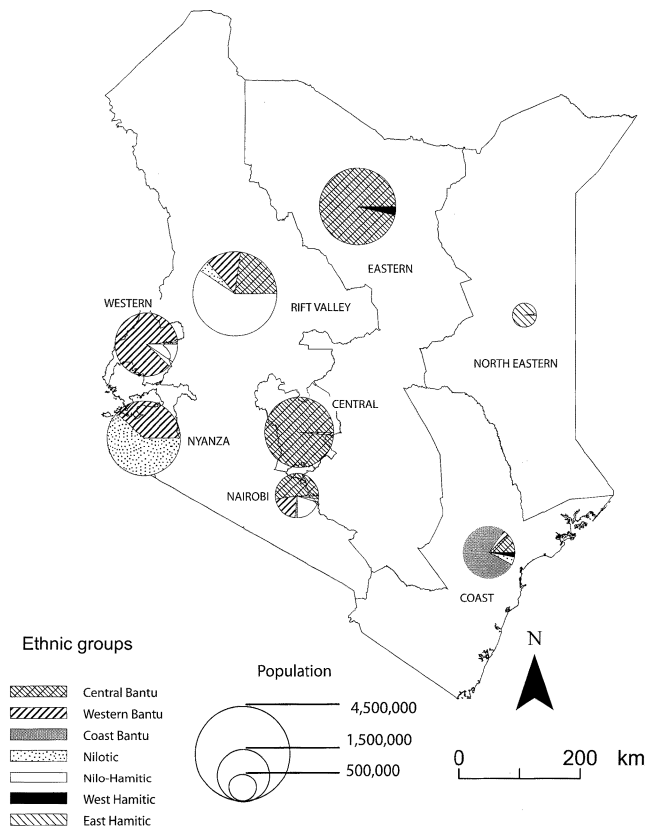 EASTERN
WESTERN
RIFT VALLEY
NORTH EASTERN
CENTRAL
NYANZA
NAIROBI
COAST
Ethnic groups
Central Bantu
Western Bantu
Coast Bantu
Nilotic
Nilo-Hamitic
West Hamitic
East Hamitic
Population
4,500,000
1,500,000
500,000
N
0 200 km